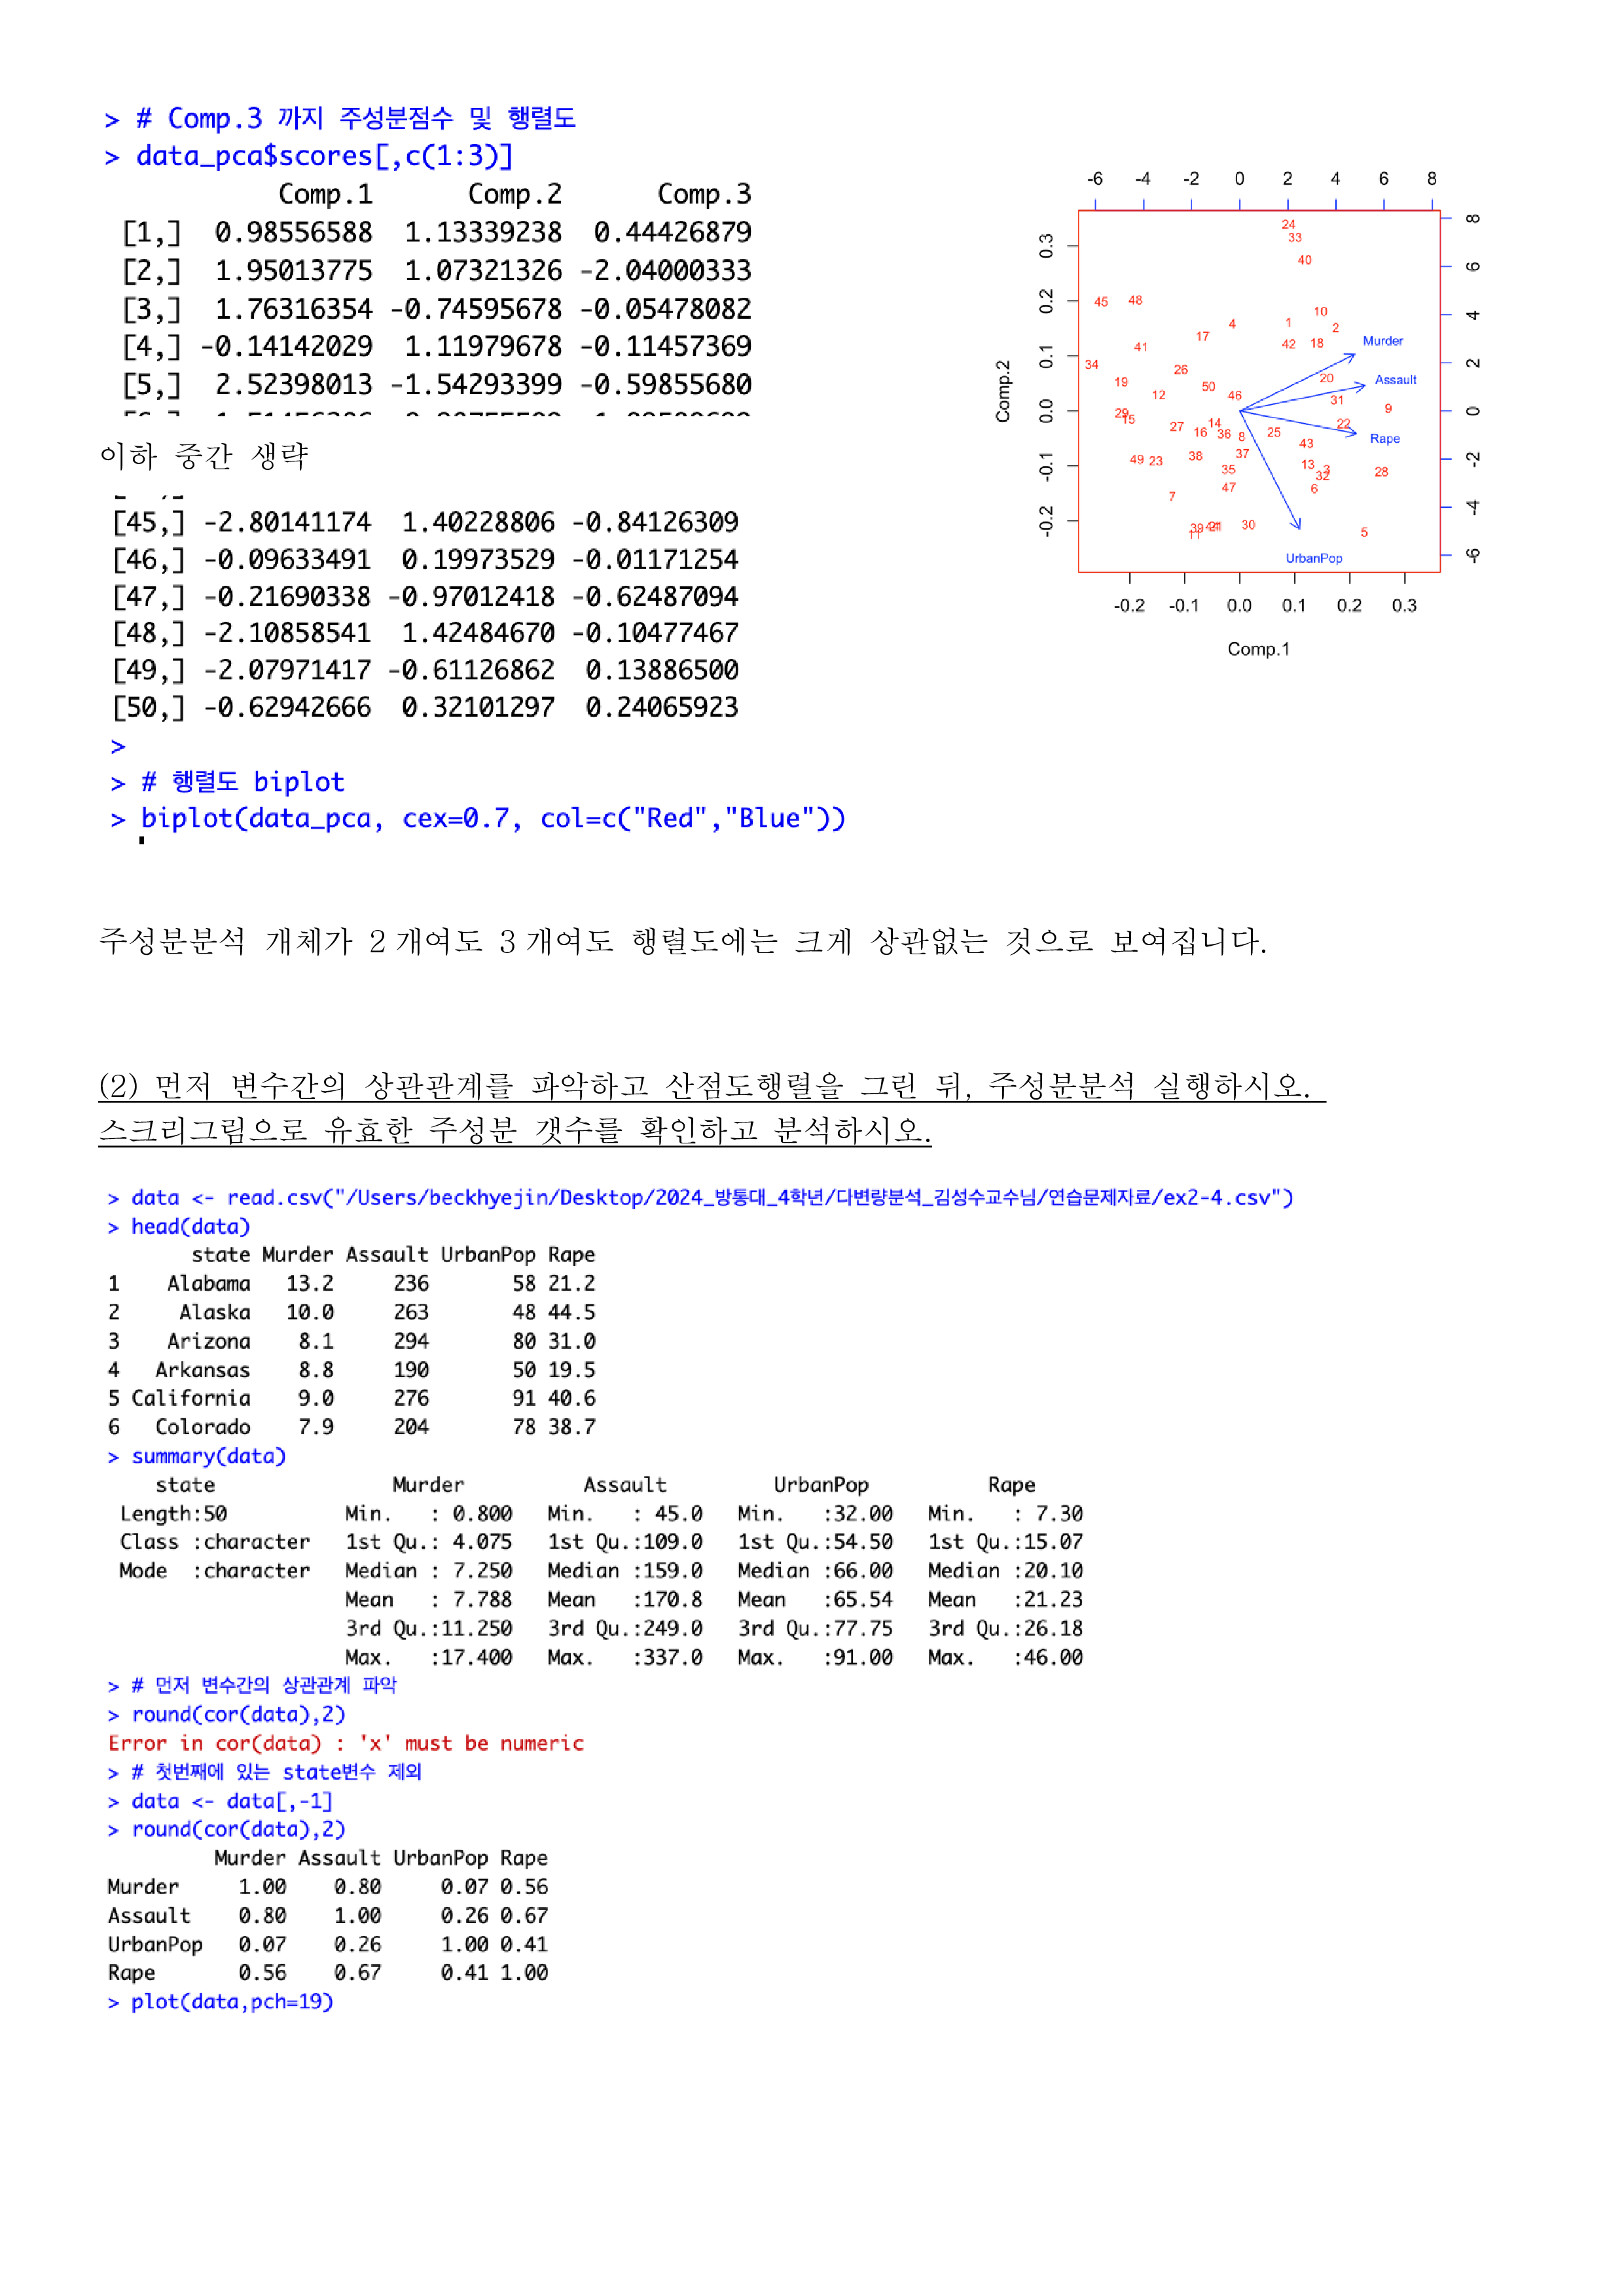 > # Comp.3 까지 주성분점수 및 행렬도
> data_pca$scores[,c(1:3)]
Comp.1 Comp.2 Comp.3
[1,] 0.98556588 1.13339238 0.44426879
[2,] 1.95013775 1.07321326 -2.04000333
[3,] 1.76316354 -0.74595678 -0.05478082
[4,] -0.14142029 1.11979678 -0.11457369
[5,] 2.52398013 -1.54293399 -0.59855680
이하 중간 생략
[45,] -2.80141174 1.40228806 -0.84126309
[46,] -0.09633491 0.19973529 -0.01171254
[47,] -0.21690338 -0.97012418 -0.62487094
[48,] -2.10858541 1.42484670 -0.10477467
[49,] -2.07971417 -0.61126862 0.13886500
[50,] -0.62942666 0.32101297 0.24065923
>
> # 행렬도 biplot
> biplot(data_pca, cex=0.7, col=c("Red","Blue"))
-6 -4 -2 0 2 4 6 8
24
33
40
45 48
10
4 1 2
17 42 18
Murder
41
34
26
20 Assault
19
50
12 46 31
9
29
15
14 22
27 16 36 8 25
Rape
43
38 37
49 23
13 3
35 32 28
47 6
7
39 30
11 5
UrbanPop
Comp.2
0.3
0.2
0.1
0.0
-0.1
-0.2
8
6
4
2
0
-2
-4
-6
-0.2 -0.1 0.0 0.1 0.2 0.3
Comp.1
주성분분석 개체가 2개여도 3개여도 행렬도에는 크게 상관없는 것으로 보여집니다.
(2) 먼저 변수간의 상관관계를 파악하고 산점도행렬을 그린 뒤, 주성분분석 실행하시오.
스크리그림으로 유효한 주성분 갯수를 확인하고 분석하시오.
> data <- read.csv("/Users/beckhyejin/Desktop/2024_방통대_4학년/다변량분석_김성수교수님/연습문제자료/ex2-4.csv")
> head(data)
state Murder Assault UrbanPop Rape
1 Alabama 13.2 236 58 21.2
2 Alaska 10.0 263 48 44.5
3 Arizona 8.1 294 80 31.0
4 Arkansas 8.8 190 50 19.5
5 California 9.0 276 91 40.6
6 Colorado 7.9 204 78 38.7
> summary(data)
state Murder Assault UrbanPop Rape
Length:50 Min. : 0.800 Min. : 45.0 Min. :32.00 Min. : 7.30
Class :character 1st Qu.: 4.075 1st Qu.:109.0 1st Qu.:54.50 1st Qu.:15.07
Mode :character Median : 7.250 Median :159.0 Median :66.00 Median :20.10
Mean : 7.788 Mean :170.8 Mean :65.54 Mean :21.23
3rd Qu.:11.250 3rd Qu.:249.0 3rd Qu.:77.75 3rd Qu.:26.18
Max. :17.400 Max. :337.0 Max. :91.00 Max. :46.00
> # 먼저 변수간의 상관관계 파악
> round(cor(data),2)
Error in cor(data) : 'x' must be numeric
> # 첫번째에 있는 state변수 제외
> data <- data[,-1]
> round(cor(data),2)
Murder Assault UrbanPop Rape
Murder 1.00 0.80 0.07 0.56
Assault 0.80 1.00 0.26 0.67
UrbanPop 0.07 0.26 1.00 0.41
Rape 0.56 0.67 0.41 1.00
> plot(data,pch=19)